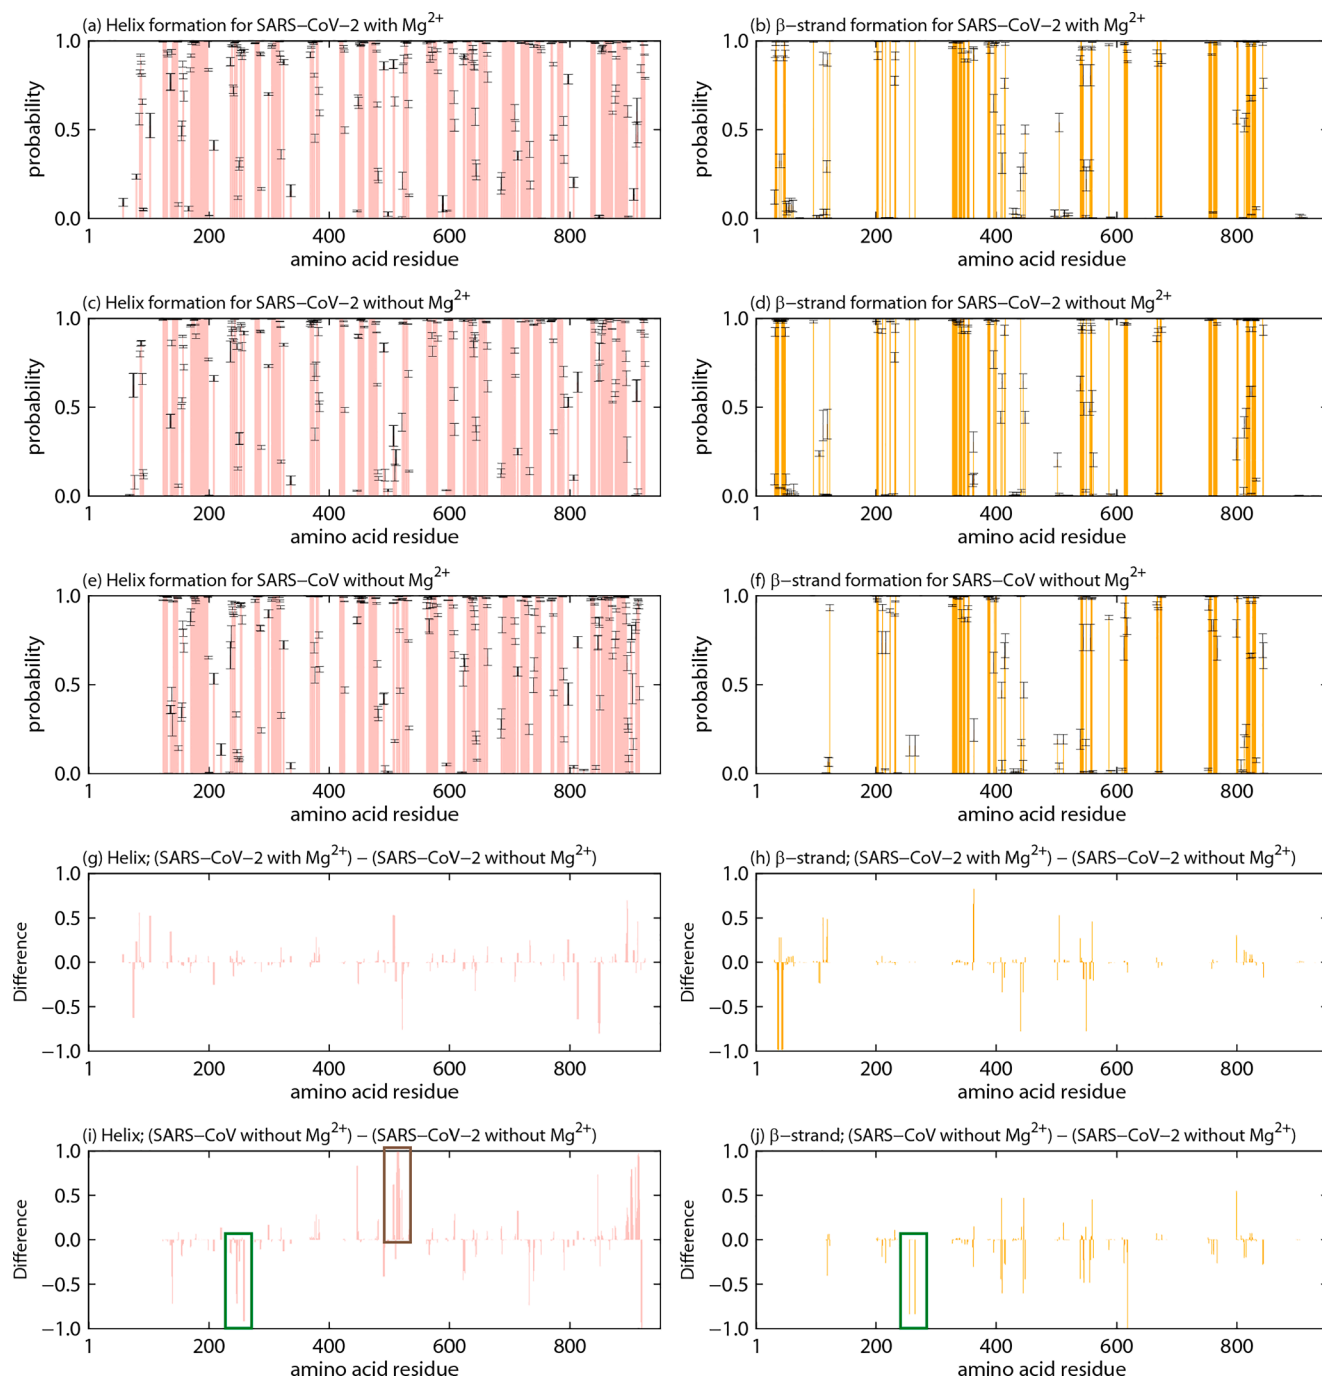 (a) Helix formation for SARS−CoV−2 with Mg2+
(b) β−strand formation for SARS−CoV−2 with Mg2+
1.0
0.5
0.0
probability
1 200 400 600 800
amino acid residue
1.0
0.5
0.0
probability
1 200 400 600 800
amino acid residue
(c) Helix formation for SARS−CoV−2 without Mg2+
(d) β−strand formation for SARS−CoV−2 without Mg2+
1.0
0.5
0.0
probability
1 200 400 600 800
amino acid residue
1.0
0.5
0.0
probability
1 200 400 600 800
amino acid residue
(e) Helix formation for SARS−CoV without Mg2+
(f) β−strand formation for SARS−CoV without Mg2+
1.0
0.5
0.0
probability
1 200 400 600 800
amino acid residue
1.0
0.5
0.0
probability
1 200 400 600 800
amino acid residue
(g) Helix; (SARS−CoV−2 with Mg2+) − (SARS−CoV−2 without Mg2+)
(h) β−strand; (SARS−CoV−2 with Mg2+) − (SARS−CoV−2 without Mg2+)
1.0
0.5
0.0
−0.5
−1.0
Difference
1 200 400 600 800
amino acid residue
1.0
0.5
0.0
−0.5
−1.0
Difference
1 200 400 600 800
amino acid residue
(i) Helix; (SARS−CoV without Mg2+) − (SARS−CoV−2 without Mg2+)
(j) β−strand; (SARS−CoV without Mg2+) − (SARS−CoV−2 without Mg2+)
1.0
0.5
0.0
−0.5
−1.0
Difference
1 200 400 600 800
amino acid residue
1.0
0.5
0.0
−0.5
−1.0
Difference
1 200 400 600 800
amino acid residue